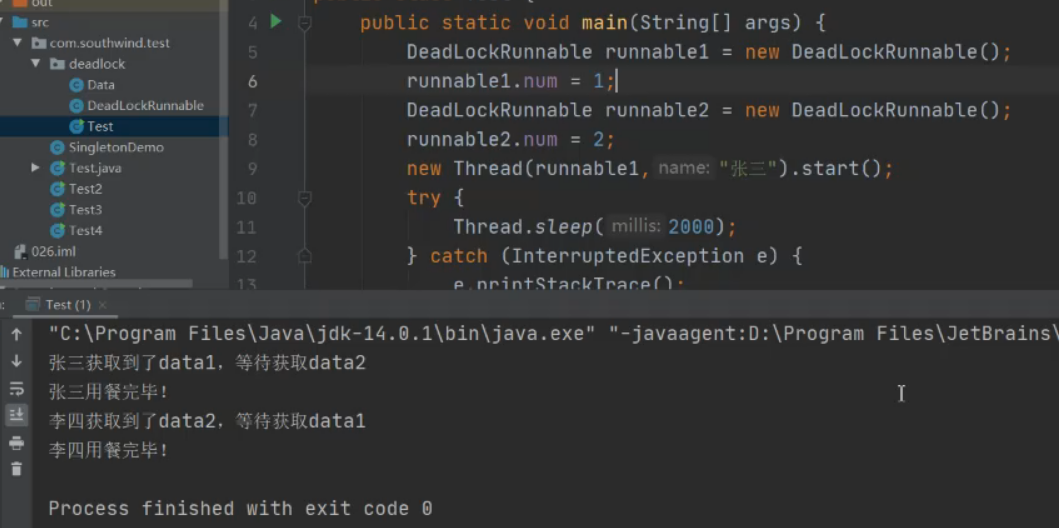 out
src
com.southwind.test
deadlock
Data
DeadLockRunnable
Test
SingletonDemo
Test.java
Test2
Test3
Test4
026.iml
External Libraries
4 public static void main(String[] args) {
5 DeadLockRunnable runnable1 = new DeadLockRunnable();
6 runnable1.num = 1;
7 DeadLockRunnable runnable2 = new DeadLockRunnable();
8 runnable2.num = 2;
9 new Thread(runnable1, name: "张三").start();
10 try {
11 Thread.sleep( millis: 2000);
12 } catch (InterruptedException e) {
13 e.printStackTrace();
Test (1) ×
"C:\Program Files\Java\jdk-14.0.1\bin\java.exe" "-javaagent:D:\Program Files\JetBrains\
张三获取到了data1，等待获取data2
张三用餐完毕！
李四获取到了data2，等待获取data1
李四用餐完毕！
Process finished with exit code 0